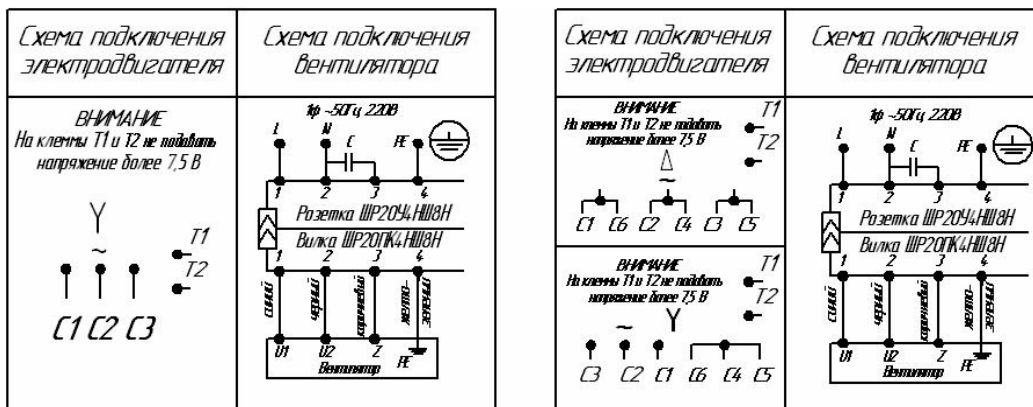 Схема подключения
электродвигателя
Схема подключения
вентилятора
ВНИМАНИЕ
На клеммы Т1 и Т2 не подавать
напряжение более 7,5 В
Y
~
Т1
Т2
С1 С2 С3
1ф ~50Гц 220В
L N PE
C
1 2 3 4
Розетка ШР20У4НШ8Н
Вилка ШР20ПК4НШ8Н
1 2 3 4
синий
черный
коричневый
желто-
зеленый
U1 U2 Z PE
Вентилятор
Схема подключения
электродвигателя
Схема подключения
вентилятора
ВНИМАНИЕ
На клеммы Т1 и Т2 не подавать
напряжение более 7,5 В
Т1
Т2
Δ
~
С1 С6 С2 С4 С3 С5
ВНИМАНИЕ
На клеммы Т1 и Т2 не подавать
напряжение более 7,5 В
Т1
Т2
~ Y
С3 С2 С1 С6 С4 С5
1ф ~50Гц 220В
L N PE
C
1 2 3 4
Розетка ШР20У4НШ8Н
Вилка ШР20ПК4НШ8Н
1 2 3 4
синий
черный
коричневый
желто-
зеленый
U1 U2 Z PE
Вентилятор